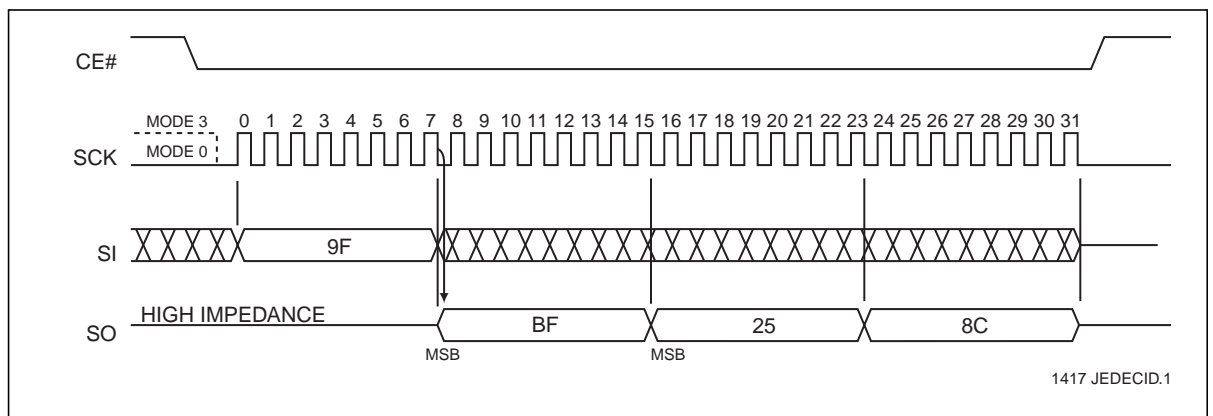 CE#
MODE 3
0 1 2 3 4 5 6 7 8 9 10 11 12 13 14 15 16 17 18 19 20 21 22 23 24 25 26 27 28 29 30 31
SCK
MODE 0
SI
9F
HIGH IMPEDANCE
SO
BF
25
8C
MSB
MSB
1417 JEDECID.1